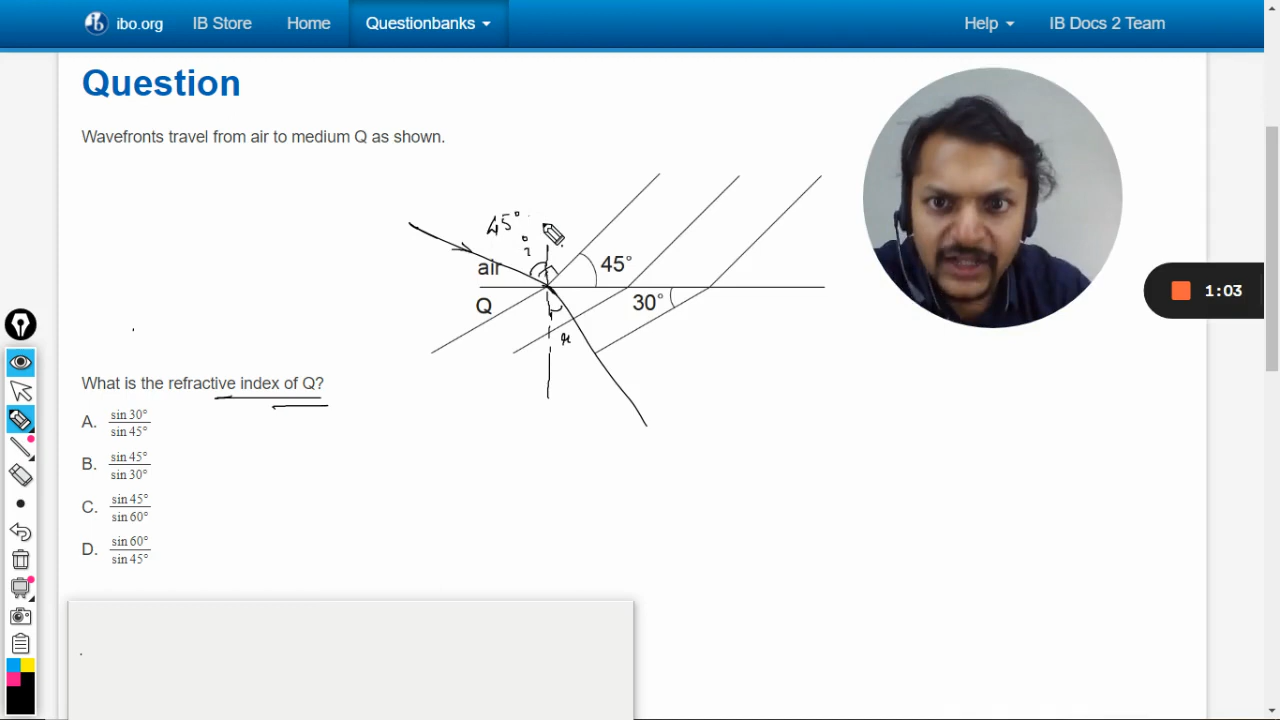 ibo.org IB Store Home Questionbanks Help IB Docs 2 Team
Question
Wavefronts travel from air to medium Q as shown.
45°
i
air
45°
Q
30°
r
1:03
What is the refractive index of Q?
A. sin 30°
sin 45°
B. sin 45°
sin 30°
C. sin 45°
sin 60°
D. sin 60°
sin 45°